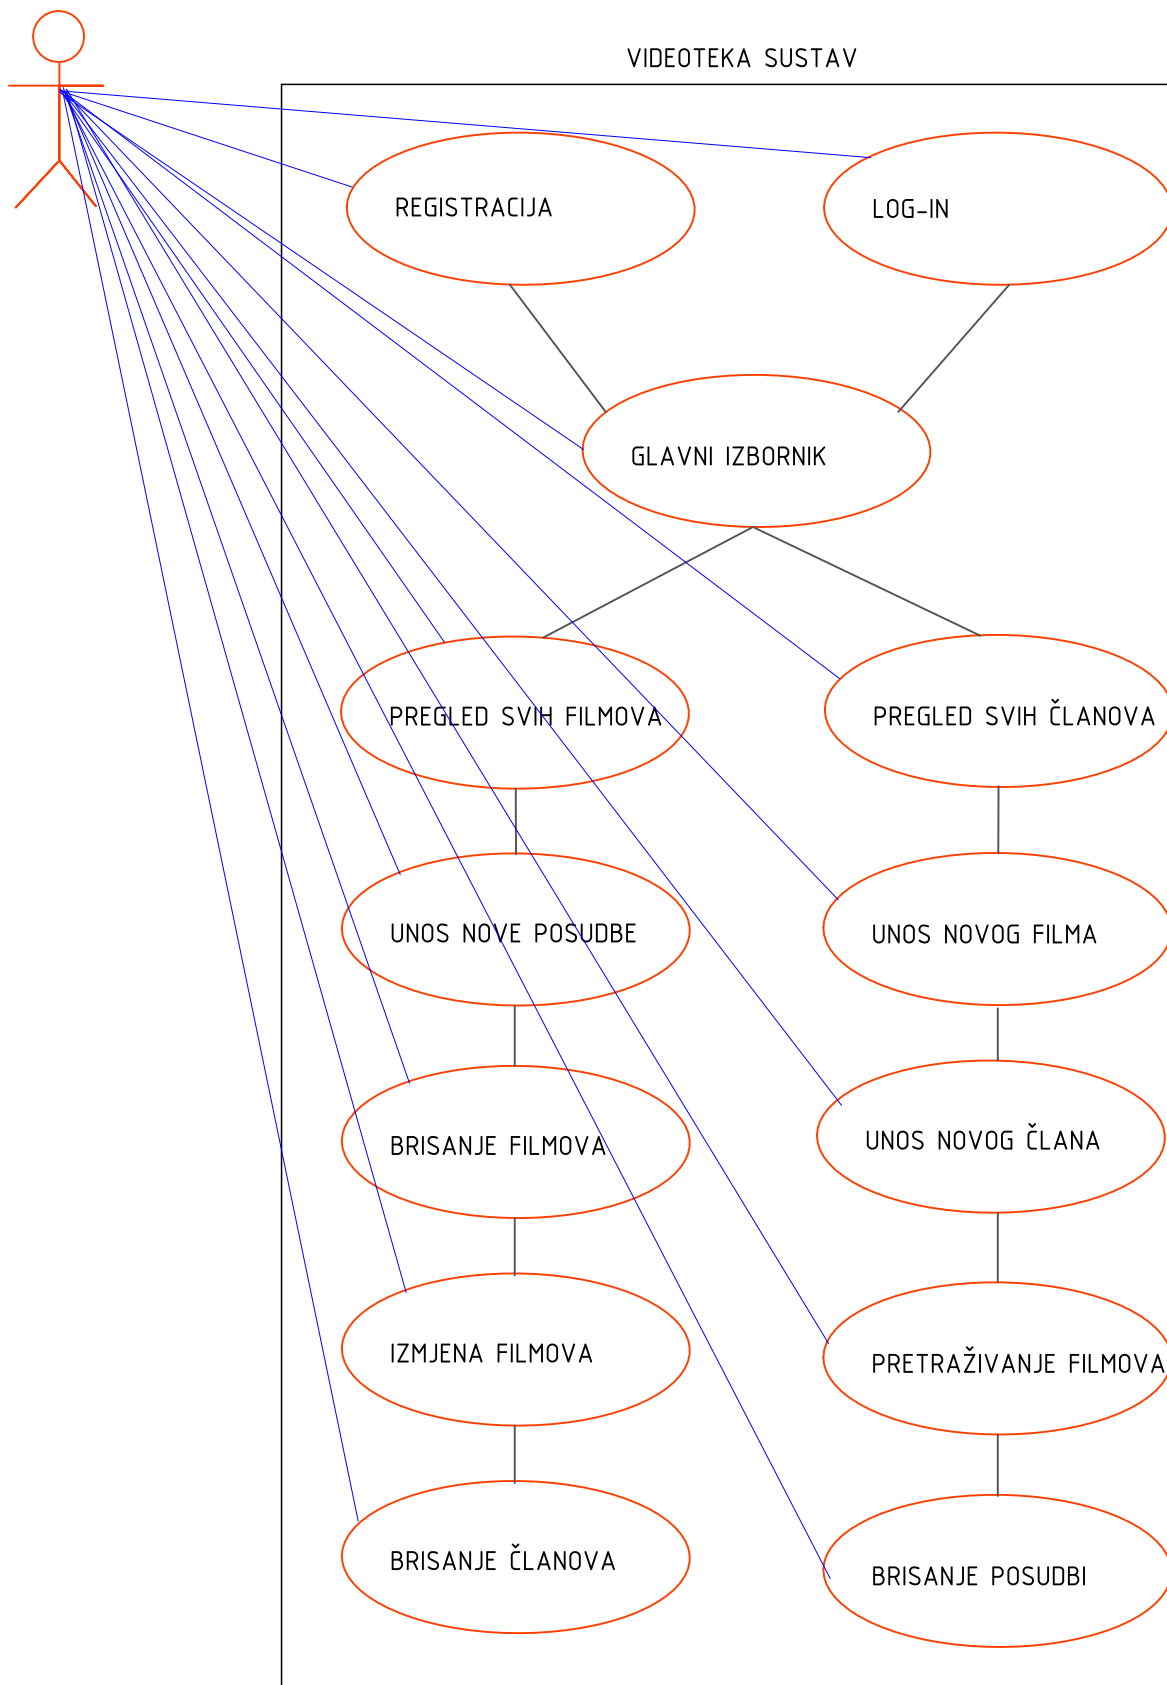 VIDEOTEKA SUSTAV
REGISTRACIJA
LOG-IN
GLAVNI IZBORNIK
PREGLED SVIH FILMOVA
PREGLED SVIH ČLANOVA
UNOS NOVE POSUDBE
UNOS NOVOG FILMA
BRISANJE FILMOVA
UNOS NOVOG ČLANA
IZMJENA FILMOVA
PRETRAŽIVANJE FILMOVA
BRISANJE ČLANOVA
BRISANJE POSUDBI